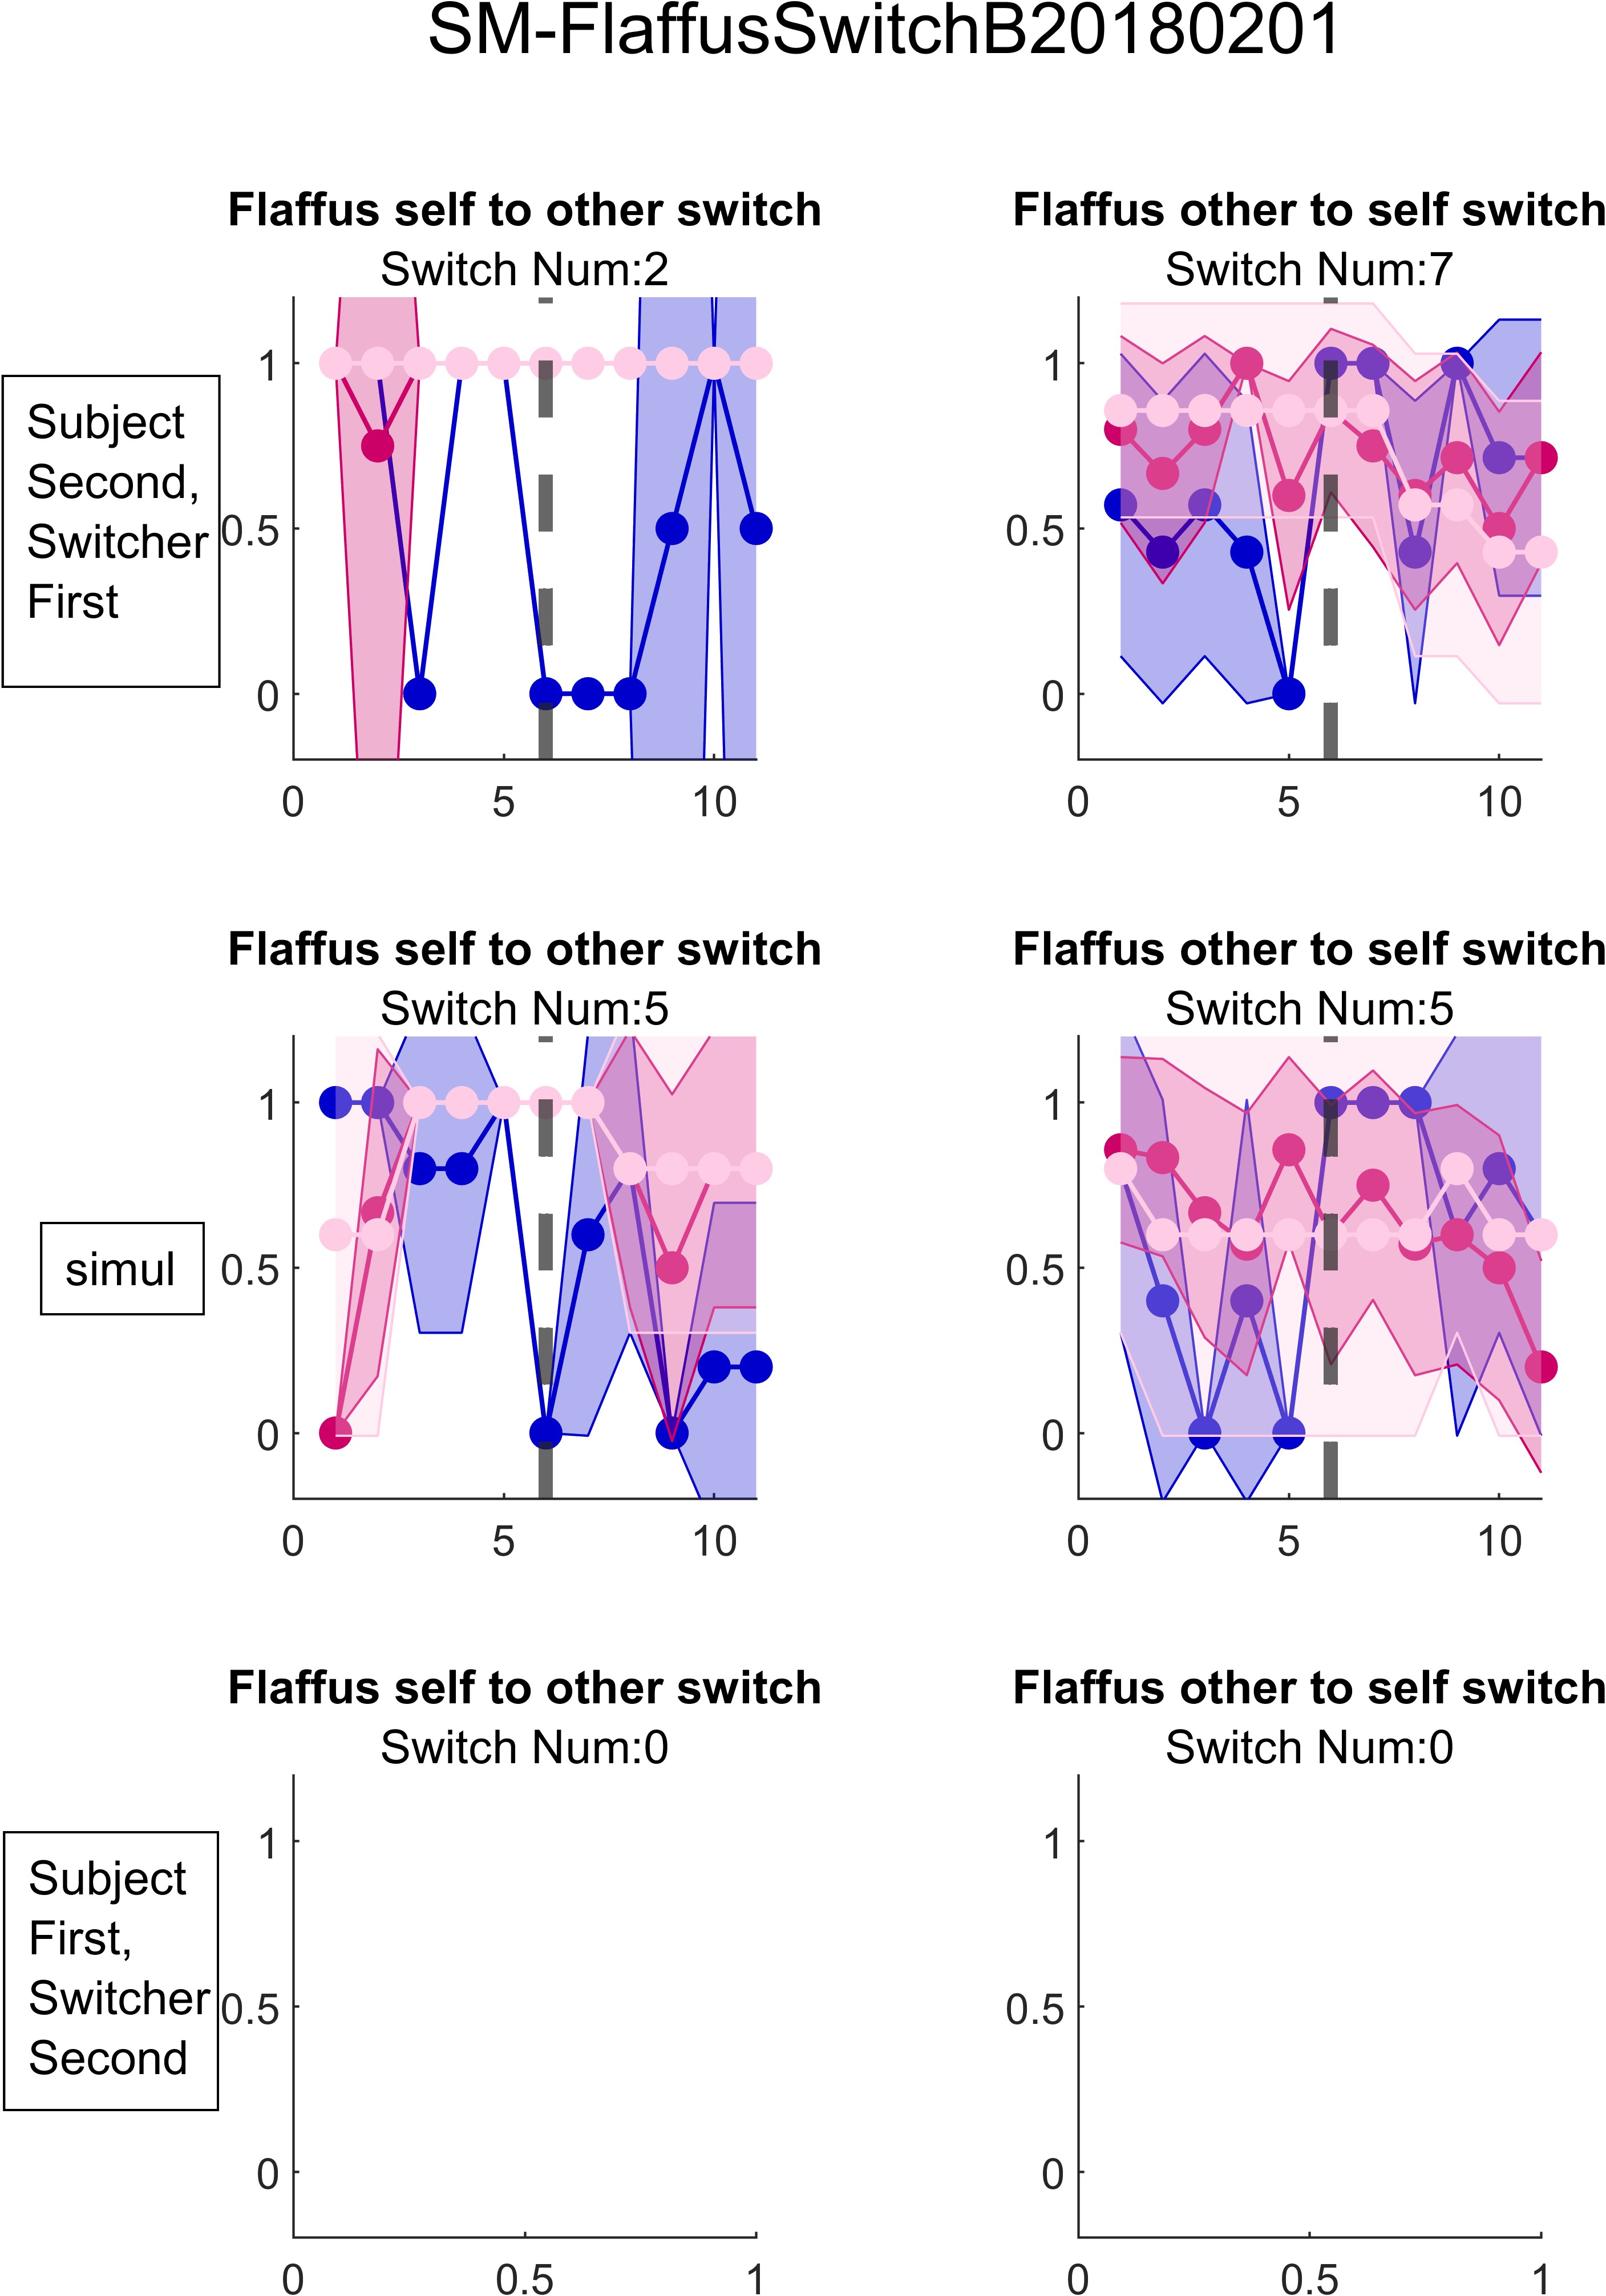 SM-FlaffusSwitchB20180201
Flaffus self to other switch
Switch Num:2
Flaffus other to self switch
Switch Num:7
Subject
Second,
Switcher
First
1
0.5
0
0 5 10
1
0.5
0
0 5 10
Flaffus self to other switch
Switch Num:5
Flaffus other to self switch
Switch Num:5
simul
1
0.5
0
0 5 10
1
0.5
0
0 5 10
Flaffus self to other switch
Switch Num:0
Flaffus other to self switch
Switch Num:0
Subject
First,
Switcher
Second
1
0.5
0
0 0.5 1
1
0.5
0
0 0.5 1